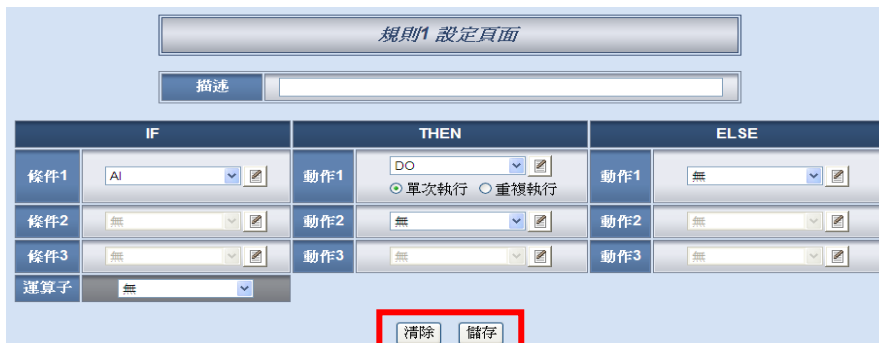 規則1 設定頁面
描述
IF THEN ELSE
條件1 AI 動作1 DO 動作1 無
單次執行 重複執行
條件2 無 動作2 無 動作2 無
條件3 無 動作3 無 動作3 無
運算子 無
清除 儲存